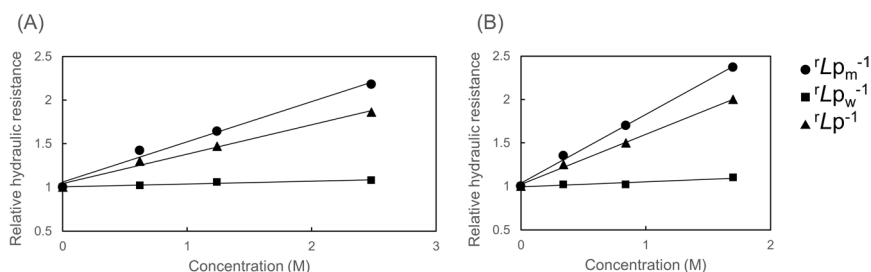 (A)
Relative hydraulic resistance
2.5
2
1.5
1
0.5
0
1
2
3
Concentration (M)
(B)
Relative hydraulic resistance
2.5
2
1.5
1
0.5
0
1
2
Concentration (M)
ʳLpₘ⁻¹
ʳLp_w⁻¹
ʳLp⁻¹